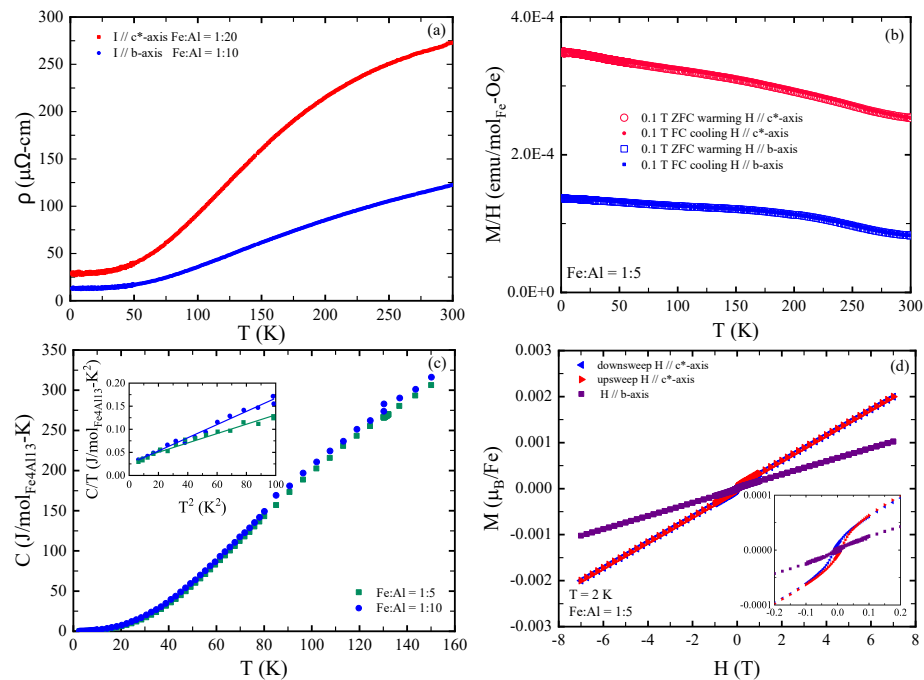 (a)
I // c*-axis Fe:Al = 1:20
I // b-axis Fe:Al = 1:10
300
250
200
150
100
50
0
ρ (μΩ-cm)
0 50 100 150 200 250 300
T (K)
(b)
4.0E-4
2.0E-4
0.0E+0
M/H (emu/molFe-Oe)
0.1 T ZFC warming H // c*-axis
0.1 T FC cooling H // c*-axis
0.1 T ZFC warming H // b-axis
0.1 T FC cooling H // b-axis
Fe:Al = 1:5
0 50 100 150 200 250 300
T (K)
(c)
350
300
250
200
150
100
50
0
C (J/molFe4Al13-K)
0.20
0.15
0.10
0.05
0.00
C/T (J/molFe4Al13-K²)
0 20 40 60 80 100
T² (K²)
Fe:Al = 1:5
Fe:Al = 1:10
0 10 20 30 40 50 60 70 80 90 100 110 120 130 140 150 160
T (K)
(d)
0.003
0.002
0.001
0.000
-0.001
-0.002
-0.003
M (μB/Fe)
downsweep H // c*-axis
upsweep H // c*-axis
H // b-axis
0.0001
0.0000
-0.0001
-0.2 -0.1 0.0 0.1 0.2
T = 2 K
Fe:Al = 1:5
-8 -6 -4 -2 0 2 4 6 8
H (T)